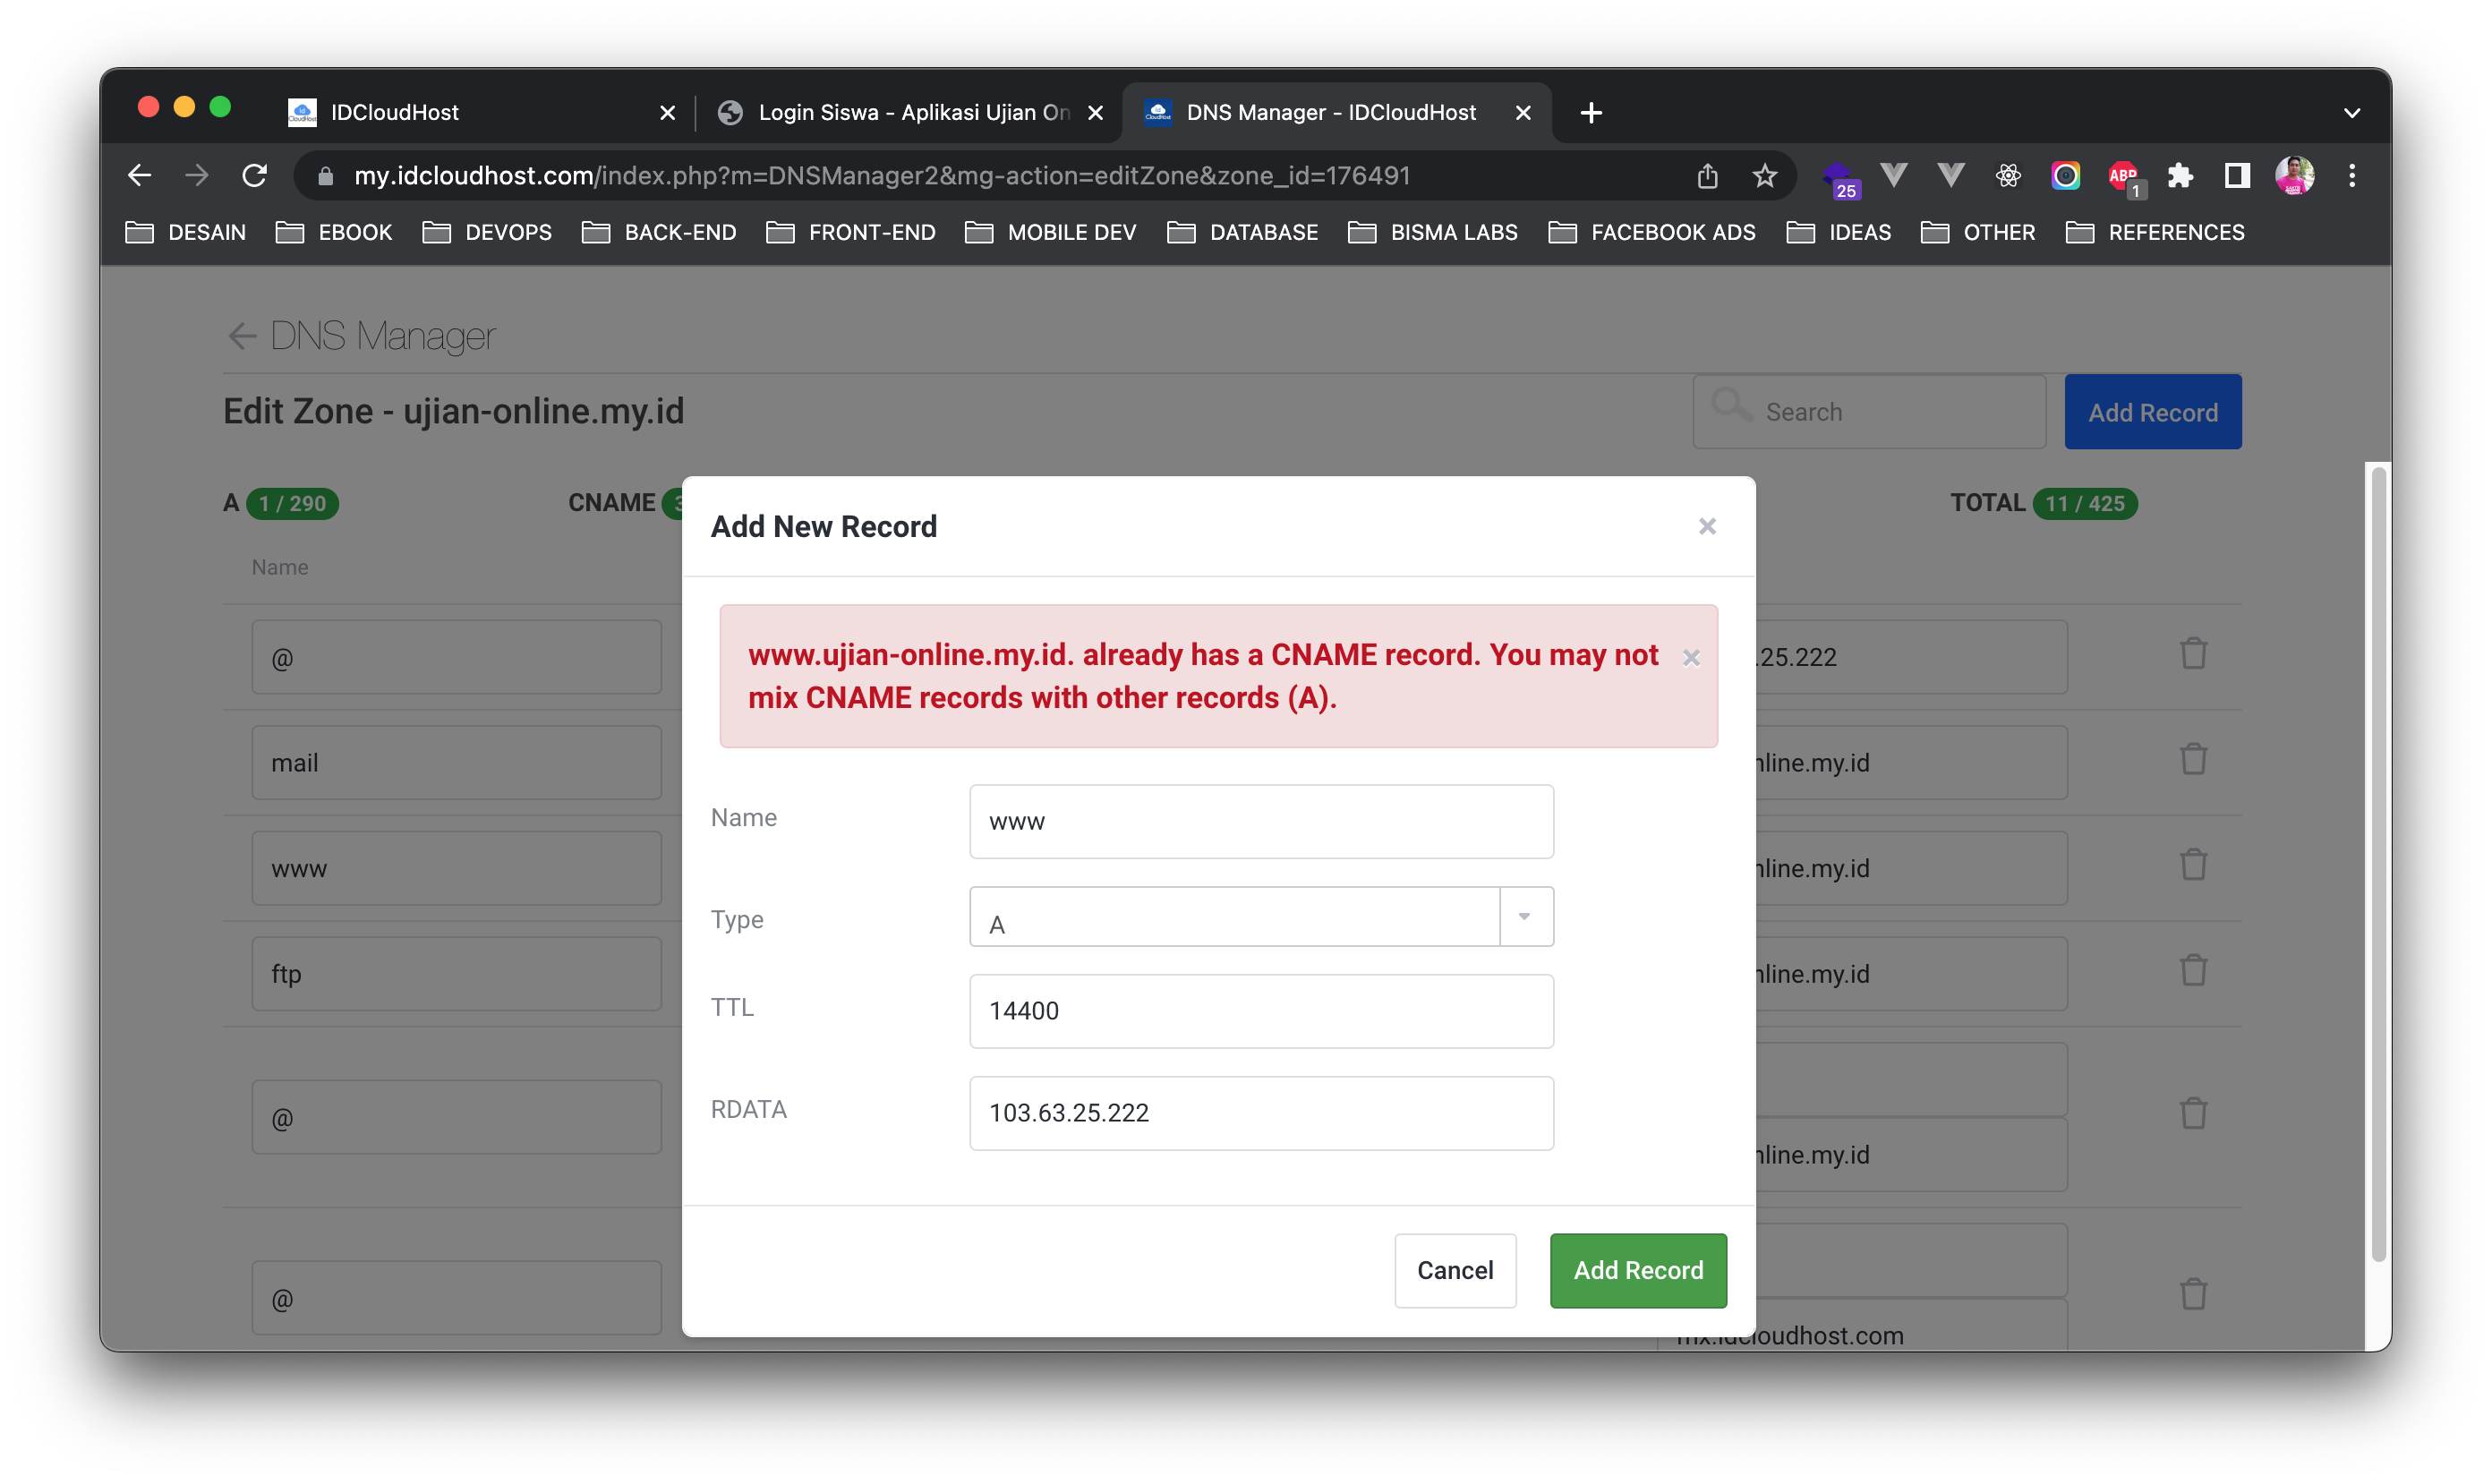 IDCloudHost
Login Siswa - Aplikasi Ujian On
DNS Manager - IDCloudHost
my.idcloudhost.com/index.php?m=DNSManager2&mg-action=editZone&zone_id=176491
25
ABP
1
DESAIN EBOOK DEVOPS BACK-END FRONT-END MOBILE DEV DATABASE BISMA LABS FACEBOOK ADS IDEAS OTHER REFERENCES
DNS Manager
Edit Zone - ujian-online.my.id
Search
Add Record
A 1 / 290
CNAME 3
TOTAL 11 / 425
Name
Add New Record
www.ujian-online.my.id. already has a CNAME record. You may not
mix CNAME records with other records (A).
@
.25.222
mail
nline.my.id
www
nline.my.id
ftp
nline.my.id
@
nline.my.id
@
mx.idcloudhost.com
Name
www
Type
A
TTL
14400
RDATA
103.63.25.222
Cancel
Add Record